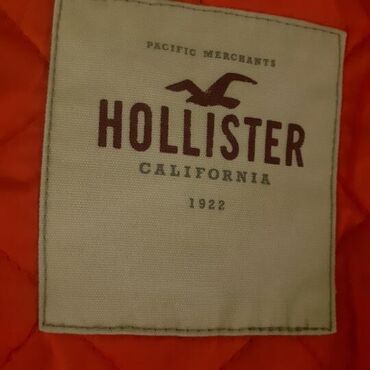 PACIFIC MERCHANTS
HOLLISTER
CALIFORNIA
1922